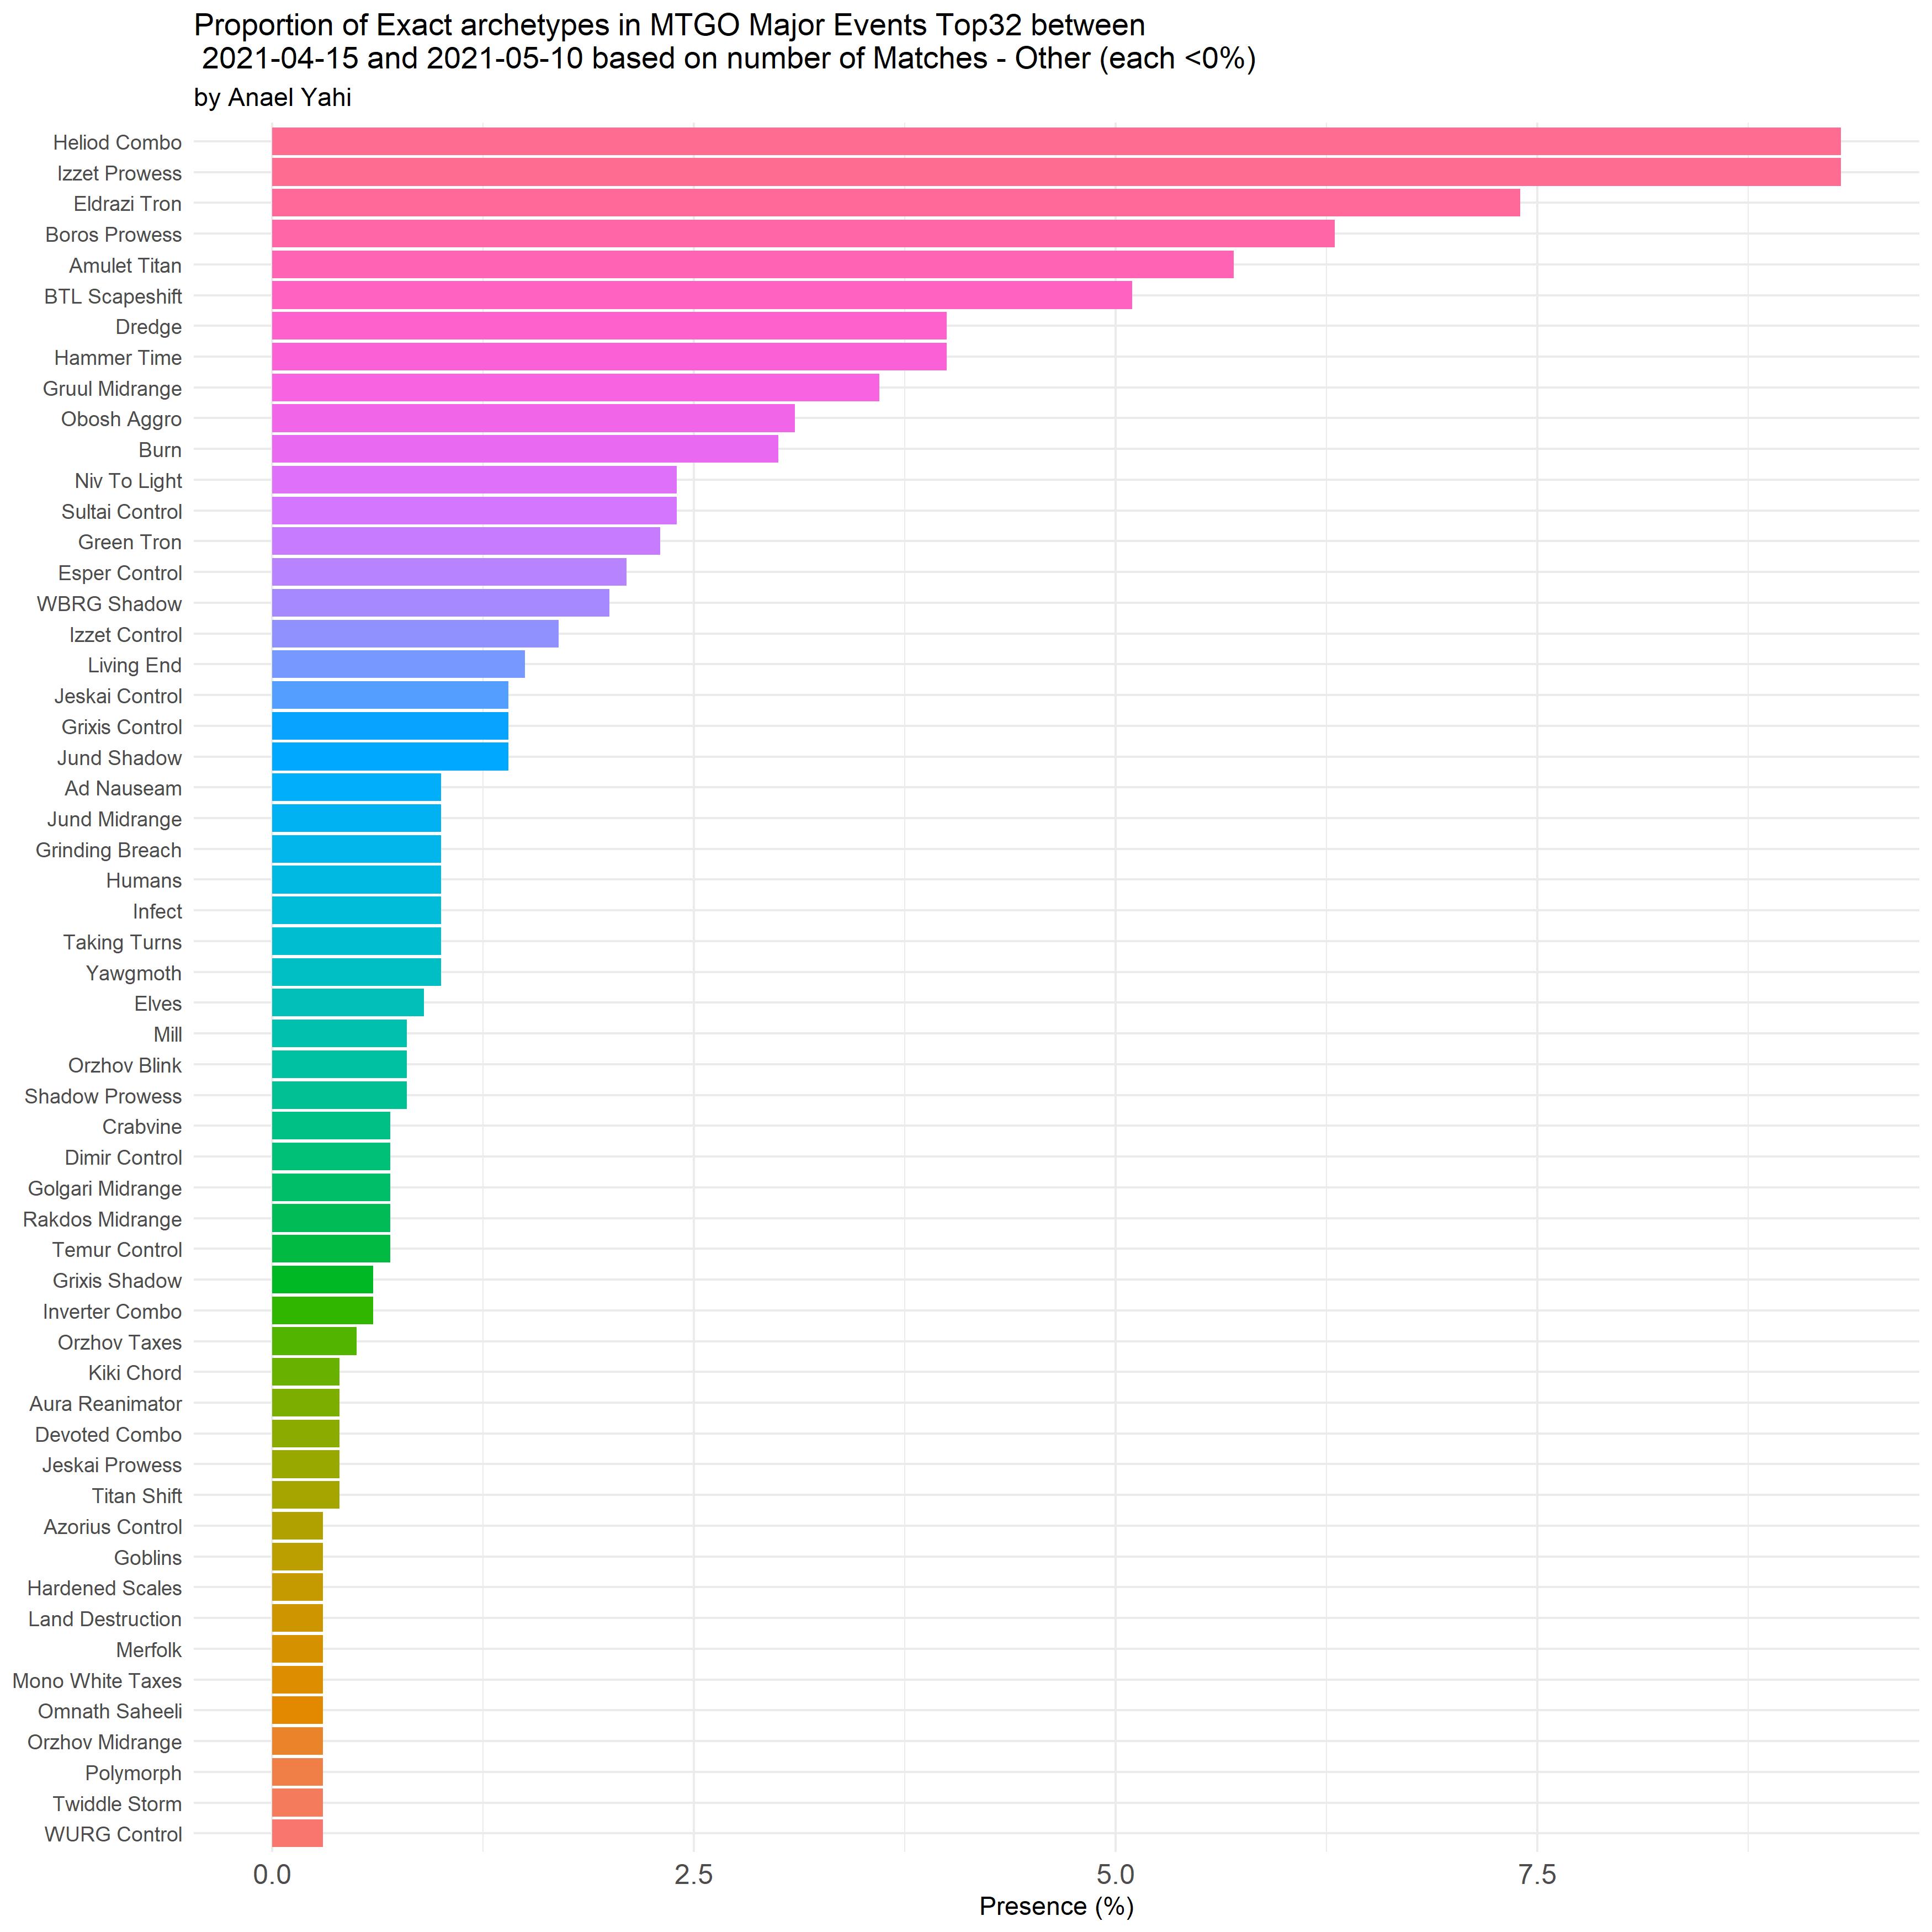 Proportion of Exact archetypes in MTGO Major Events Top32 between
2021-04-15 and 2021-05-10 based on number of Matches - Other (each <0%)
by Anael Yahi
Heliod Combo
Izzet Prowess
Eldrazi Tron
Boros Prowess
Amulet Titan
BTL Scapeshift
Dredge
Hammer Time
Gruul Midrange
Obosh Aggro
Burn
Niv To Light
Sultai Control
Green Tron
Esper Control
WBRG Shadow
Izzet Control
Living End
Jeskai Control
Grixis Control
Jund Shadow
Ad Nauseam
Jund Midrange
Grinding Breach
Humans
Infect
Taking Turns
Yawgmoth
Elves
Mill
Orzhov Blink
Shadow Prowess
Crabvine
Dimir Control
Golgari Midrange
Rakdos Midrange
Temur Control
Grixis Shadow
Inverter Combo
Orzhov Taxes
Kiki Chord
Aura Reanimator
Devoted Combo
Jeskai Prowess
Titan Shift
Azorius Control
Goblins
Hardened Scales
Land Destruction
Merfolk
Mono White Taxes
Omnath Saheeli
Orzhov Midrange
Polymorph
Twiddle Storm
WURG Control
0.0 2.5 5.0 7.5
Presence (%)